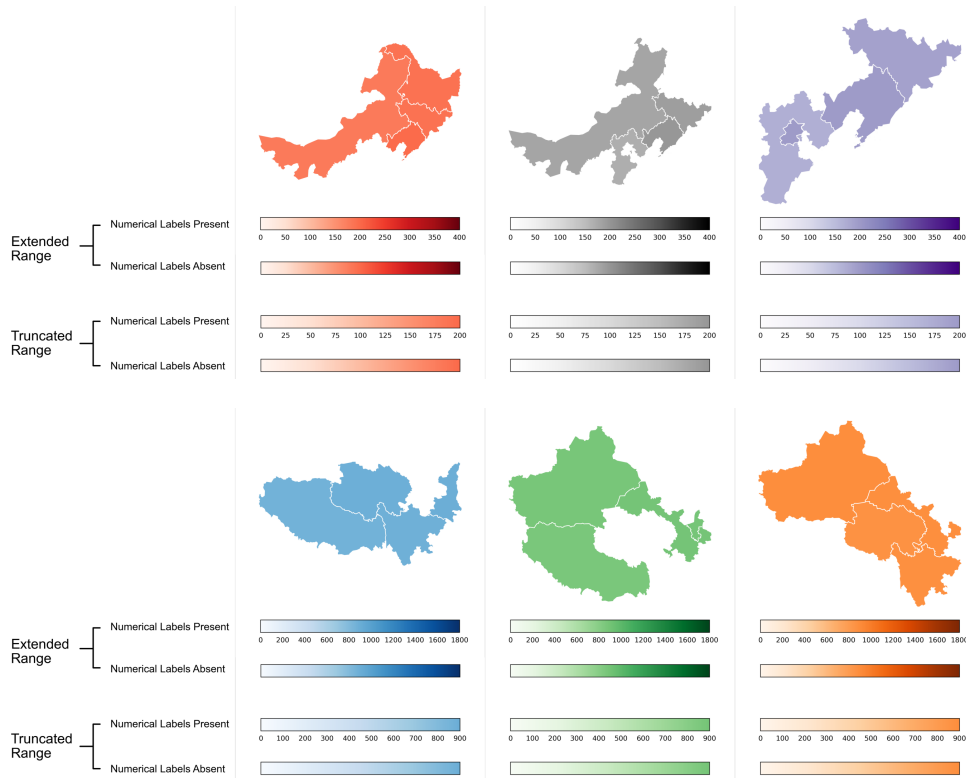 Numerical Labels Present
Extended
Range
0 50 100 150 200 250 300 350 400
0 50 100 150 200 250 300 350 400
0 50 100 150 200 250 300 350 400
Numerical Labels Absent
Numerical Labels Present
Truncated
Range
0 25 50 75 100 125 150 175 200
0 25 50 75 100 125 150 175 200
0 25 50 75 100 125 150 175 200
Numerical Labels Absent
Numerical Labels Present
Extended
Range
0 200 400 600 800 1000 1200 1400 1600 1800
0 200 400 600 800 1000 1200 1400 1600 1800
0 200 400 600 800 1000 1200 1400 1600 1800
Numerical Labels Absent
Numerical Labels Present
Truncated
Range
0 100 200 300 400 500 600 700 800 900
0 100 200 300 400 500 600 700 800 900
0 100 200 300 400 500 600 700 800 900
Numerical Labels Absent